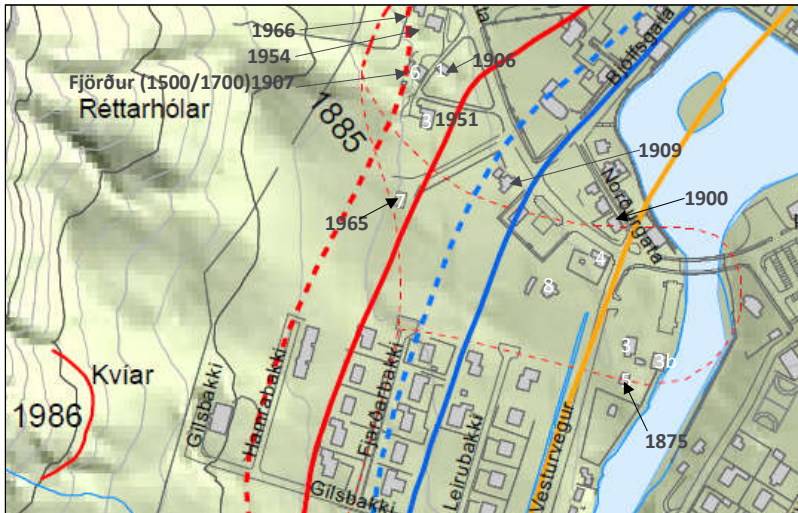 1966
1954
Fjörður (1500/1700)1907
6
1
1906
Réttarhólar
1885
3
1951
Bjólfsgata
1909
7
1965
Norðurgata
1900
4
8
3
3b
5
Kvíar
1986
Gilsbakki
Hamrabakki
Fjarðarbakki
Gilsbakki
Leirubakki
Vesturvegur
1875